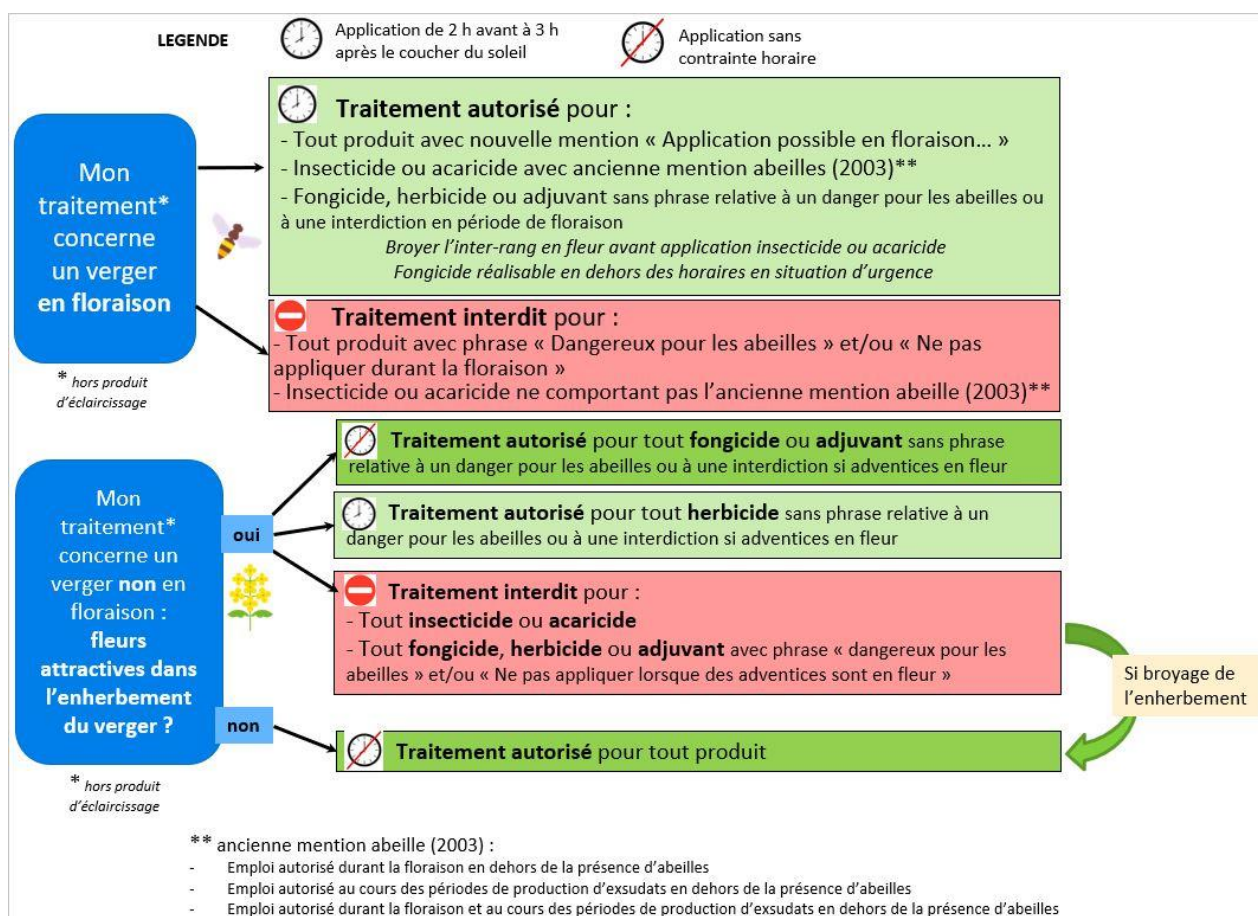 LEGENDE
Application de 2 h avant à 3 h
après le coucher du soleil
Application sans
contrainte horaire
Mon
traitement*
concerne
un verger
en floraison
* hors produit
d'éclaircissage
Traitement autorisé pour :
- Tout produit avec nouvelle mention « Application possible en floraison... »
- Insecticide ou acaricide avec ancienne mention abeilles (2003)**
- Fongicide, herbicide ou adjuvant sans phrase relative à un danger pour les abeilles ou
à une interdiction en période de floraison
Broyer l'inter-rang en fleur avant application insecticide ou acaricide
Fongicide réalisable en dehors des horaires en situation d'urgence
Traitement interdit pour :
- Tout produit avec phrase « Dangereux pour les abeilles » et/ou « Ne pas
appliquer durant la floraison »
- Insecticide ou acaricide ne comportant pas l'ancienne mention abeille (2003)**
Mon
traitement*
concerne un
verger non en
floraison :
fleurs
attractives dans
l'enherbement
du verger ?
* hors produit
d'éclaircissage
oui
Traitement autorisé pour tout fongicide ou adjuvant sans phrase
relative à un danger pour les abeilles ou à une interdiction si adventices en fleur
Traitement autorisé pour tout herbicide sans phrase relative à un
danger pour les abeilles ou à une interdiction si adventices en fleur
Traitement interdit pour :
- Tout insecticide ou acaricide
- Tout fongicide, herbicide ou adjuvant avec phrase « dangereux pour les
abeilles » et/ou « Ne pas appliquer lorsque des adventices sont en fleur »
Si broyage de
l'enherbement
non
Traitement autorisé pour tout produit
** ancienne mention abeille (2003) :
- Emploi autorisé durant la floraison en dehors de la présence d'abeilles
- Emploi autorisé au cours des périodes de production d'exsudats en dehors de la présence d'abeilles
- Emploi autorisé durant la floraison et au cours des périodes de production d'exsudats en dehors de la présence d'abeilles